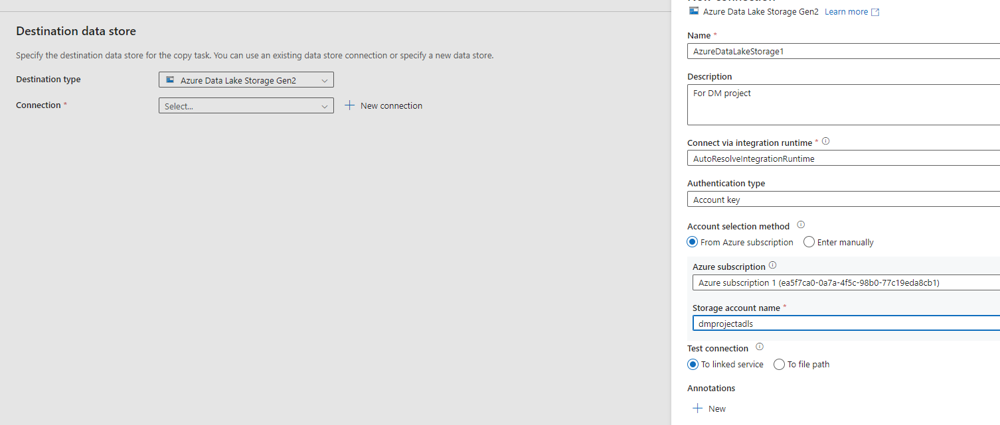 Destination data store
Specify the destination data store for the copy task. You can use an existing data store connection or specify a new data store.
Destination type
Azure Data Lake Storage Gen2
Connection *
Select...
New connection
Azure Data Lake Storage Gen2 Learn more
Name *
AzureDataLakeStorage1
Description
For DM project
Connect via integration runtime *
AutoResolveIntegrationRuntime
Authentication type
Account key
Account selection method
From Azure subscription Enter manually
Azure subscription
Azure subscription 1 (ea5f7ca0-0a7a-4f5c-98b0-77c19eda8cb1)
Storage account name *
dmprojectadls
Test connection
To linked service To file path
Annotations
New